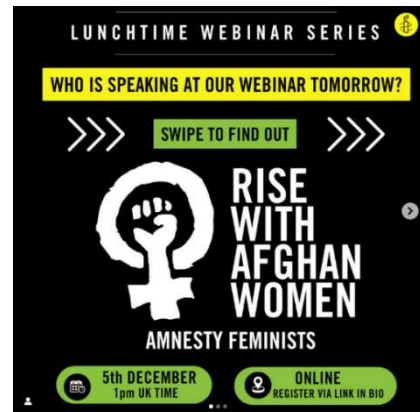 LUNCHTIME WEBINAR SERIES
WHO IS SPEAKING AT OUR WEBINAR TOMORROW?
SWIPE TO FIND OUT
RISE
WITH
AFGHAN
WOMEN
AMNESTY FEMINISTS
5th DECEMBER
1pm UK TIME
ONLINE
REGISTER VIA LINK IN BIO